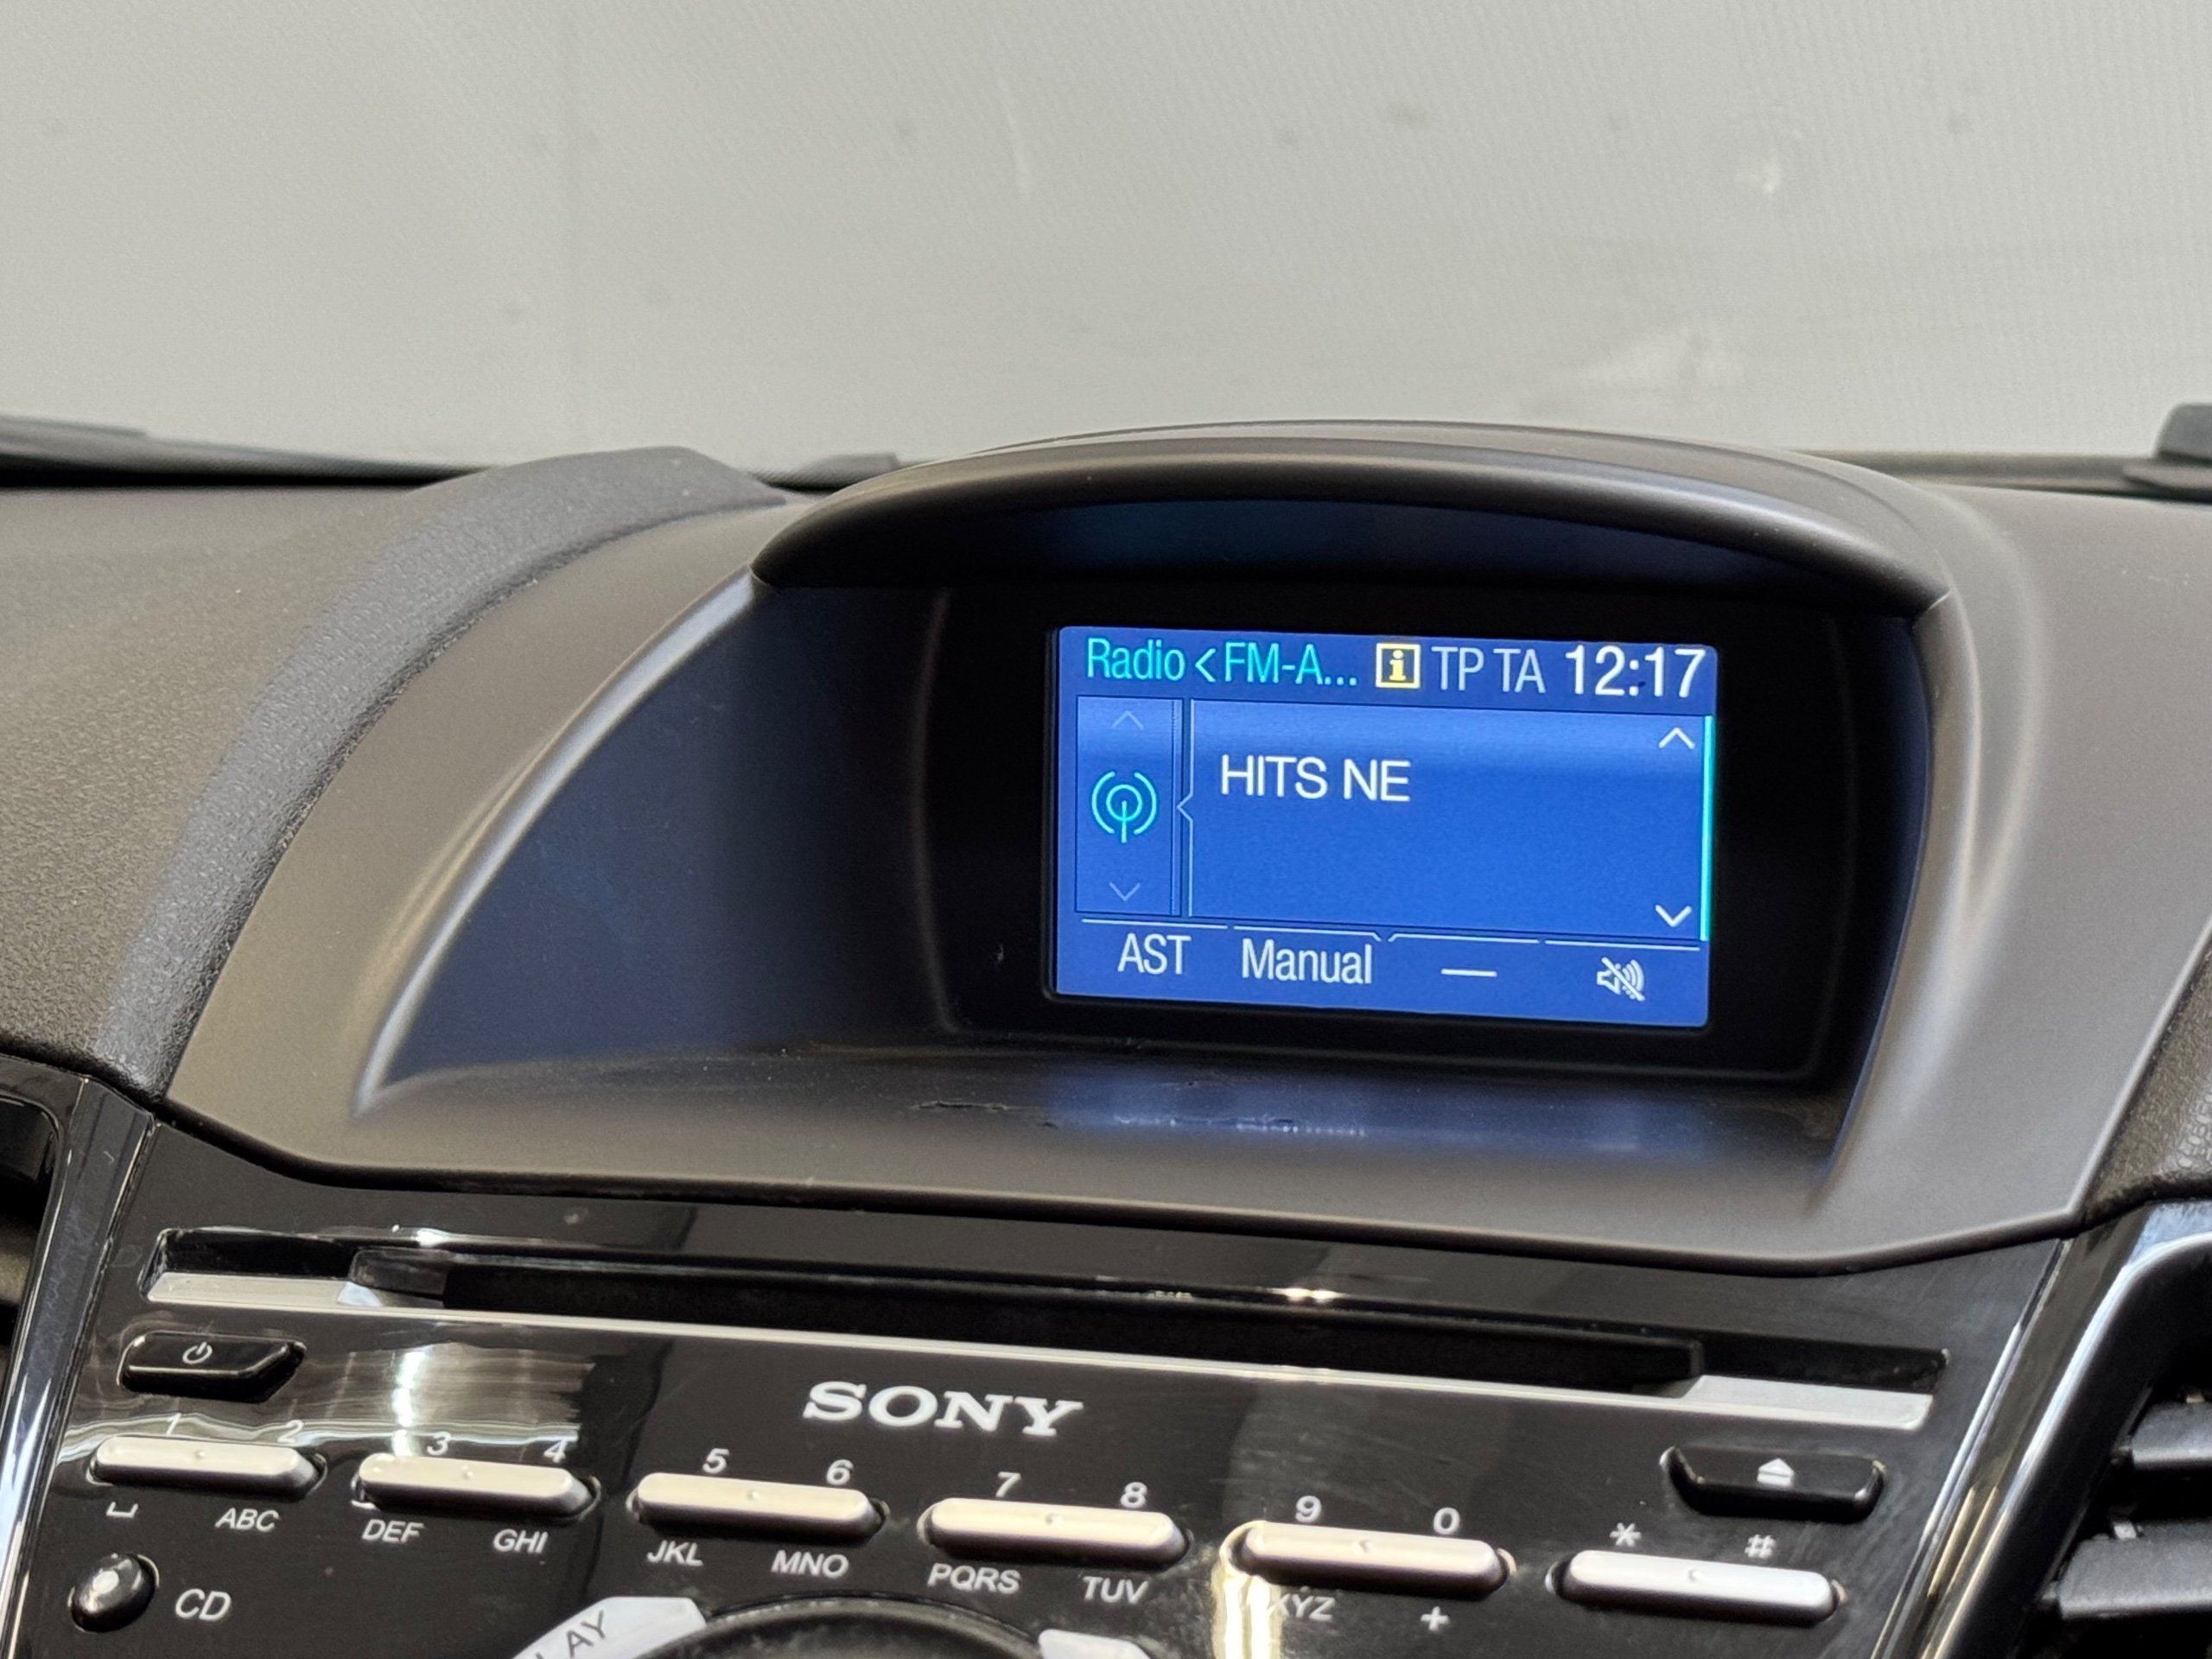 Radio < FM-A... i TP TA 12:17
HITS NE
AST Manual —
SONY
1 2 3 4 5 6 7 8 9 0 * #
ABC DEF GHI JKL MNO PQRS TUV XYZ +
CD